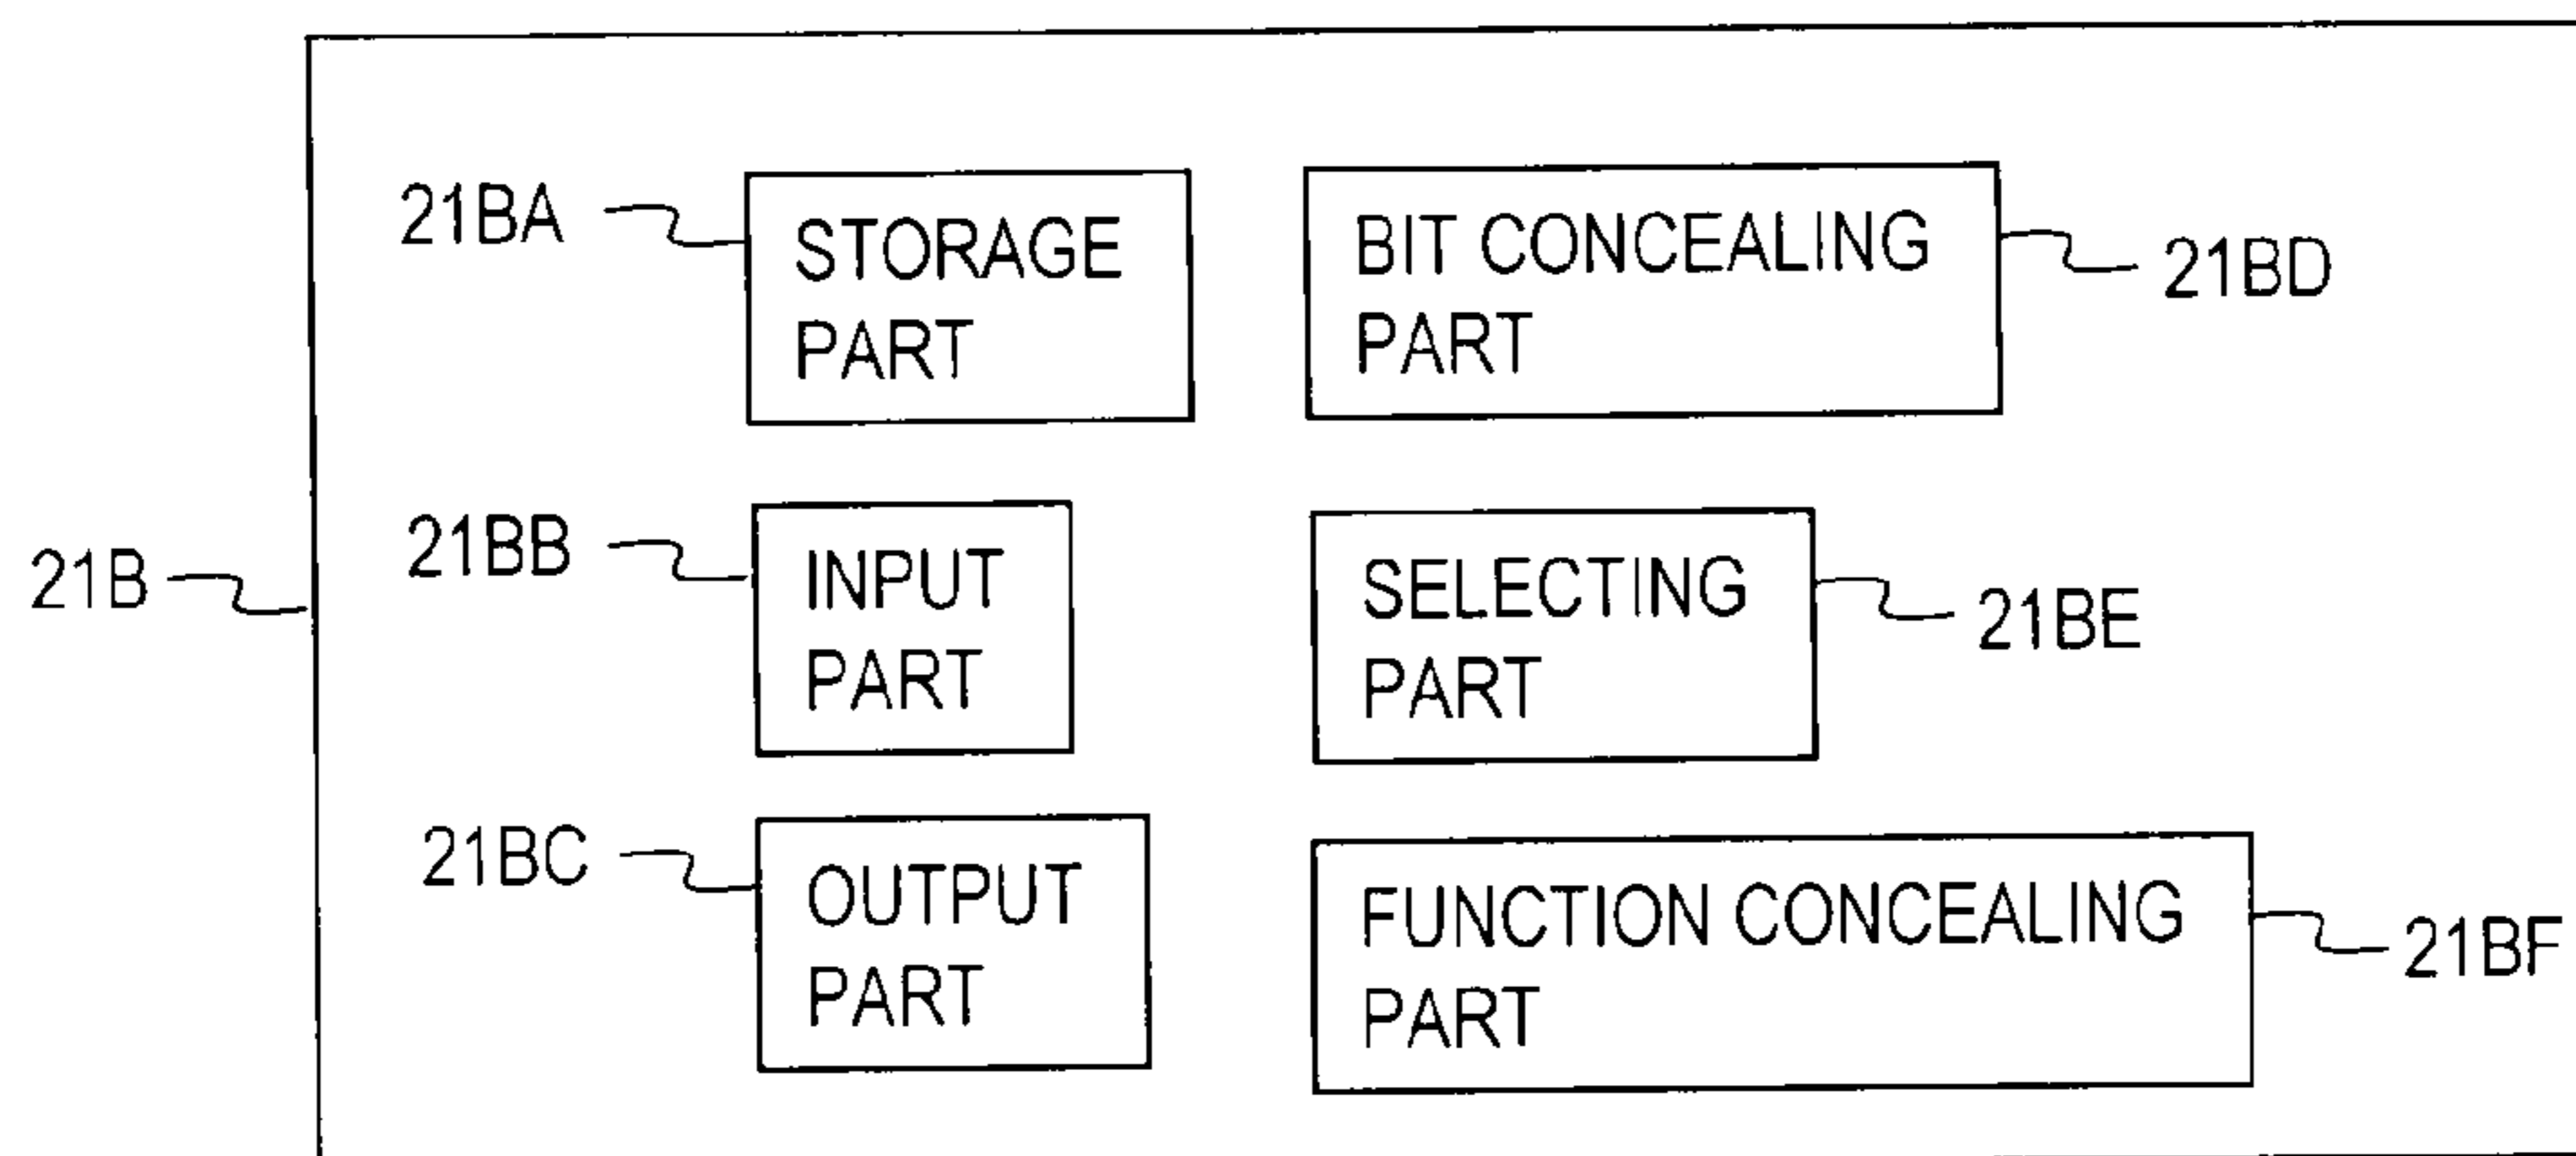 21BA
STORAGE
PART
BIT CONCEALING
PART
21BD
21B
21BB
INPUT
PART
SELECTING
PART
21BE
21BC
OUTPUT
PART
FUNCTION CONCEALING
PART
21BF